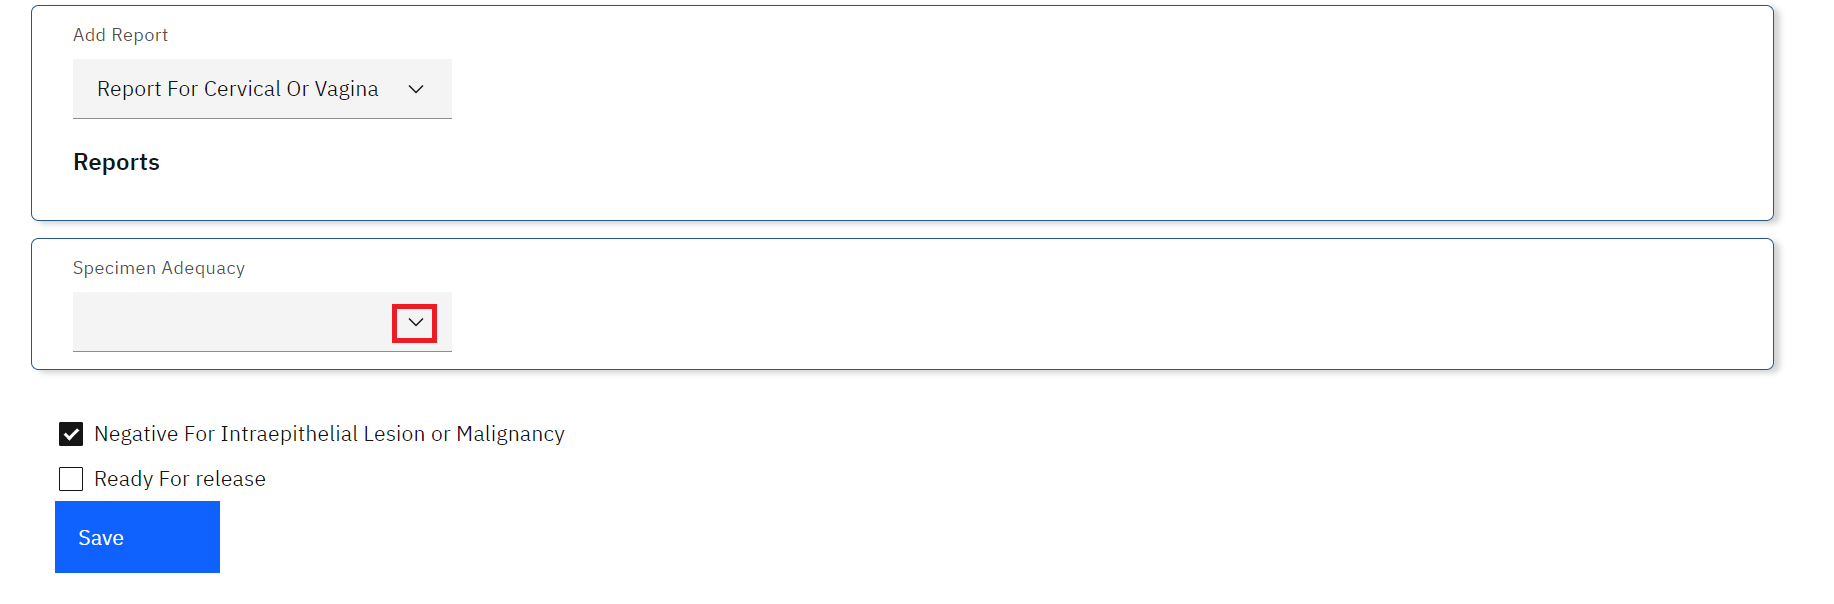 Add Report
Report For Cervical Or Vagina
Reports
Specimen Adequacy
Negative For Intraepithelial Lesion or Malignancy
Ready For release
Save